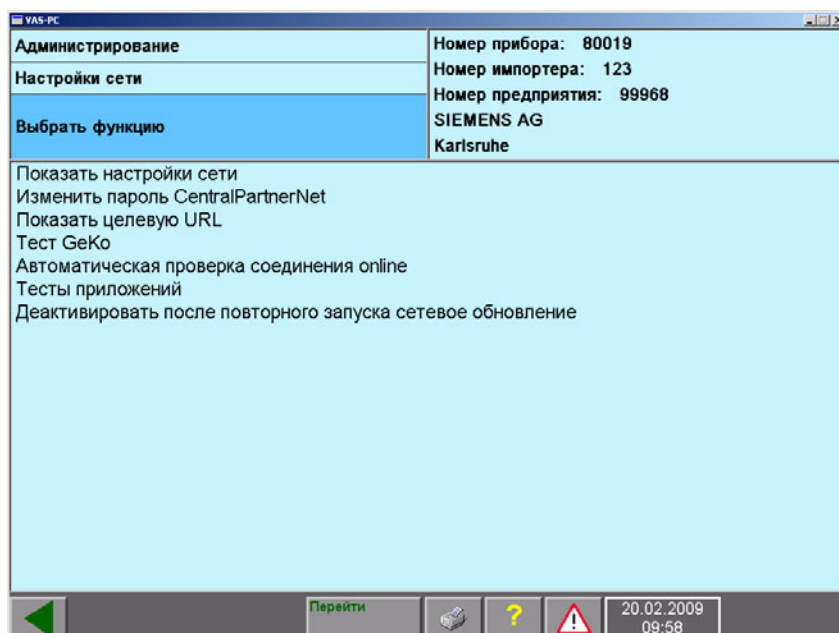 VAS-PC
Администрирование
Настройки сети
Выбрать функцию
Номер прибора: 80019
Номер импортера: 123
Номер предприятия: 99968
SIEMENS AG
Karlsruhe
Показать настройки сети
Изменить пароль CentralPartnerNet
Показать целевую URL
Тест GeKo
Автоматическая проверка соединения online
Тесты приложений
Деактивировать после повторного запуска сетевое обновление
Перейти
?
20.02.2009
09:58